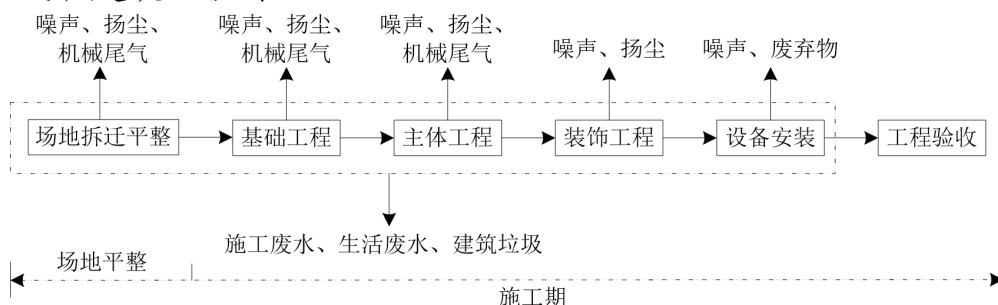 噪声、扬尘、
机械尾气
噪声、扬尘、
机械尾气
噪声、扬尘、
机械尾气
噪声、扬尘
噪声、废弃物
场地拆迁平整
基础工程
主体工程
装饰工程
设备安装
工程验收
施工废水、生活废水、建筑垃圾
场地平整
施工期